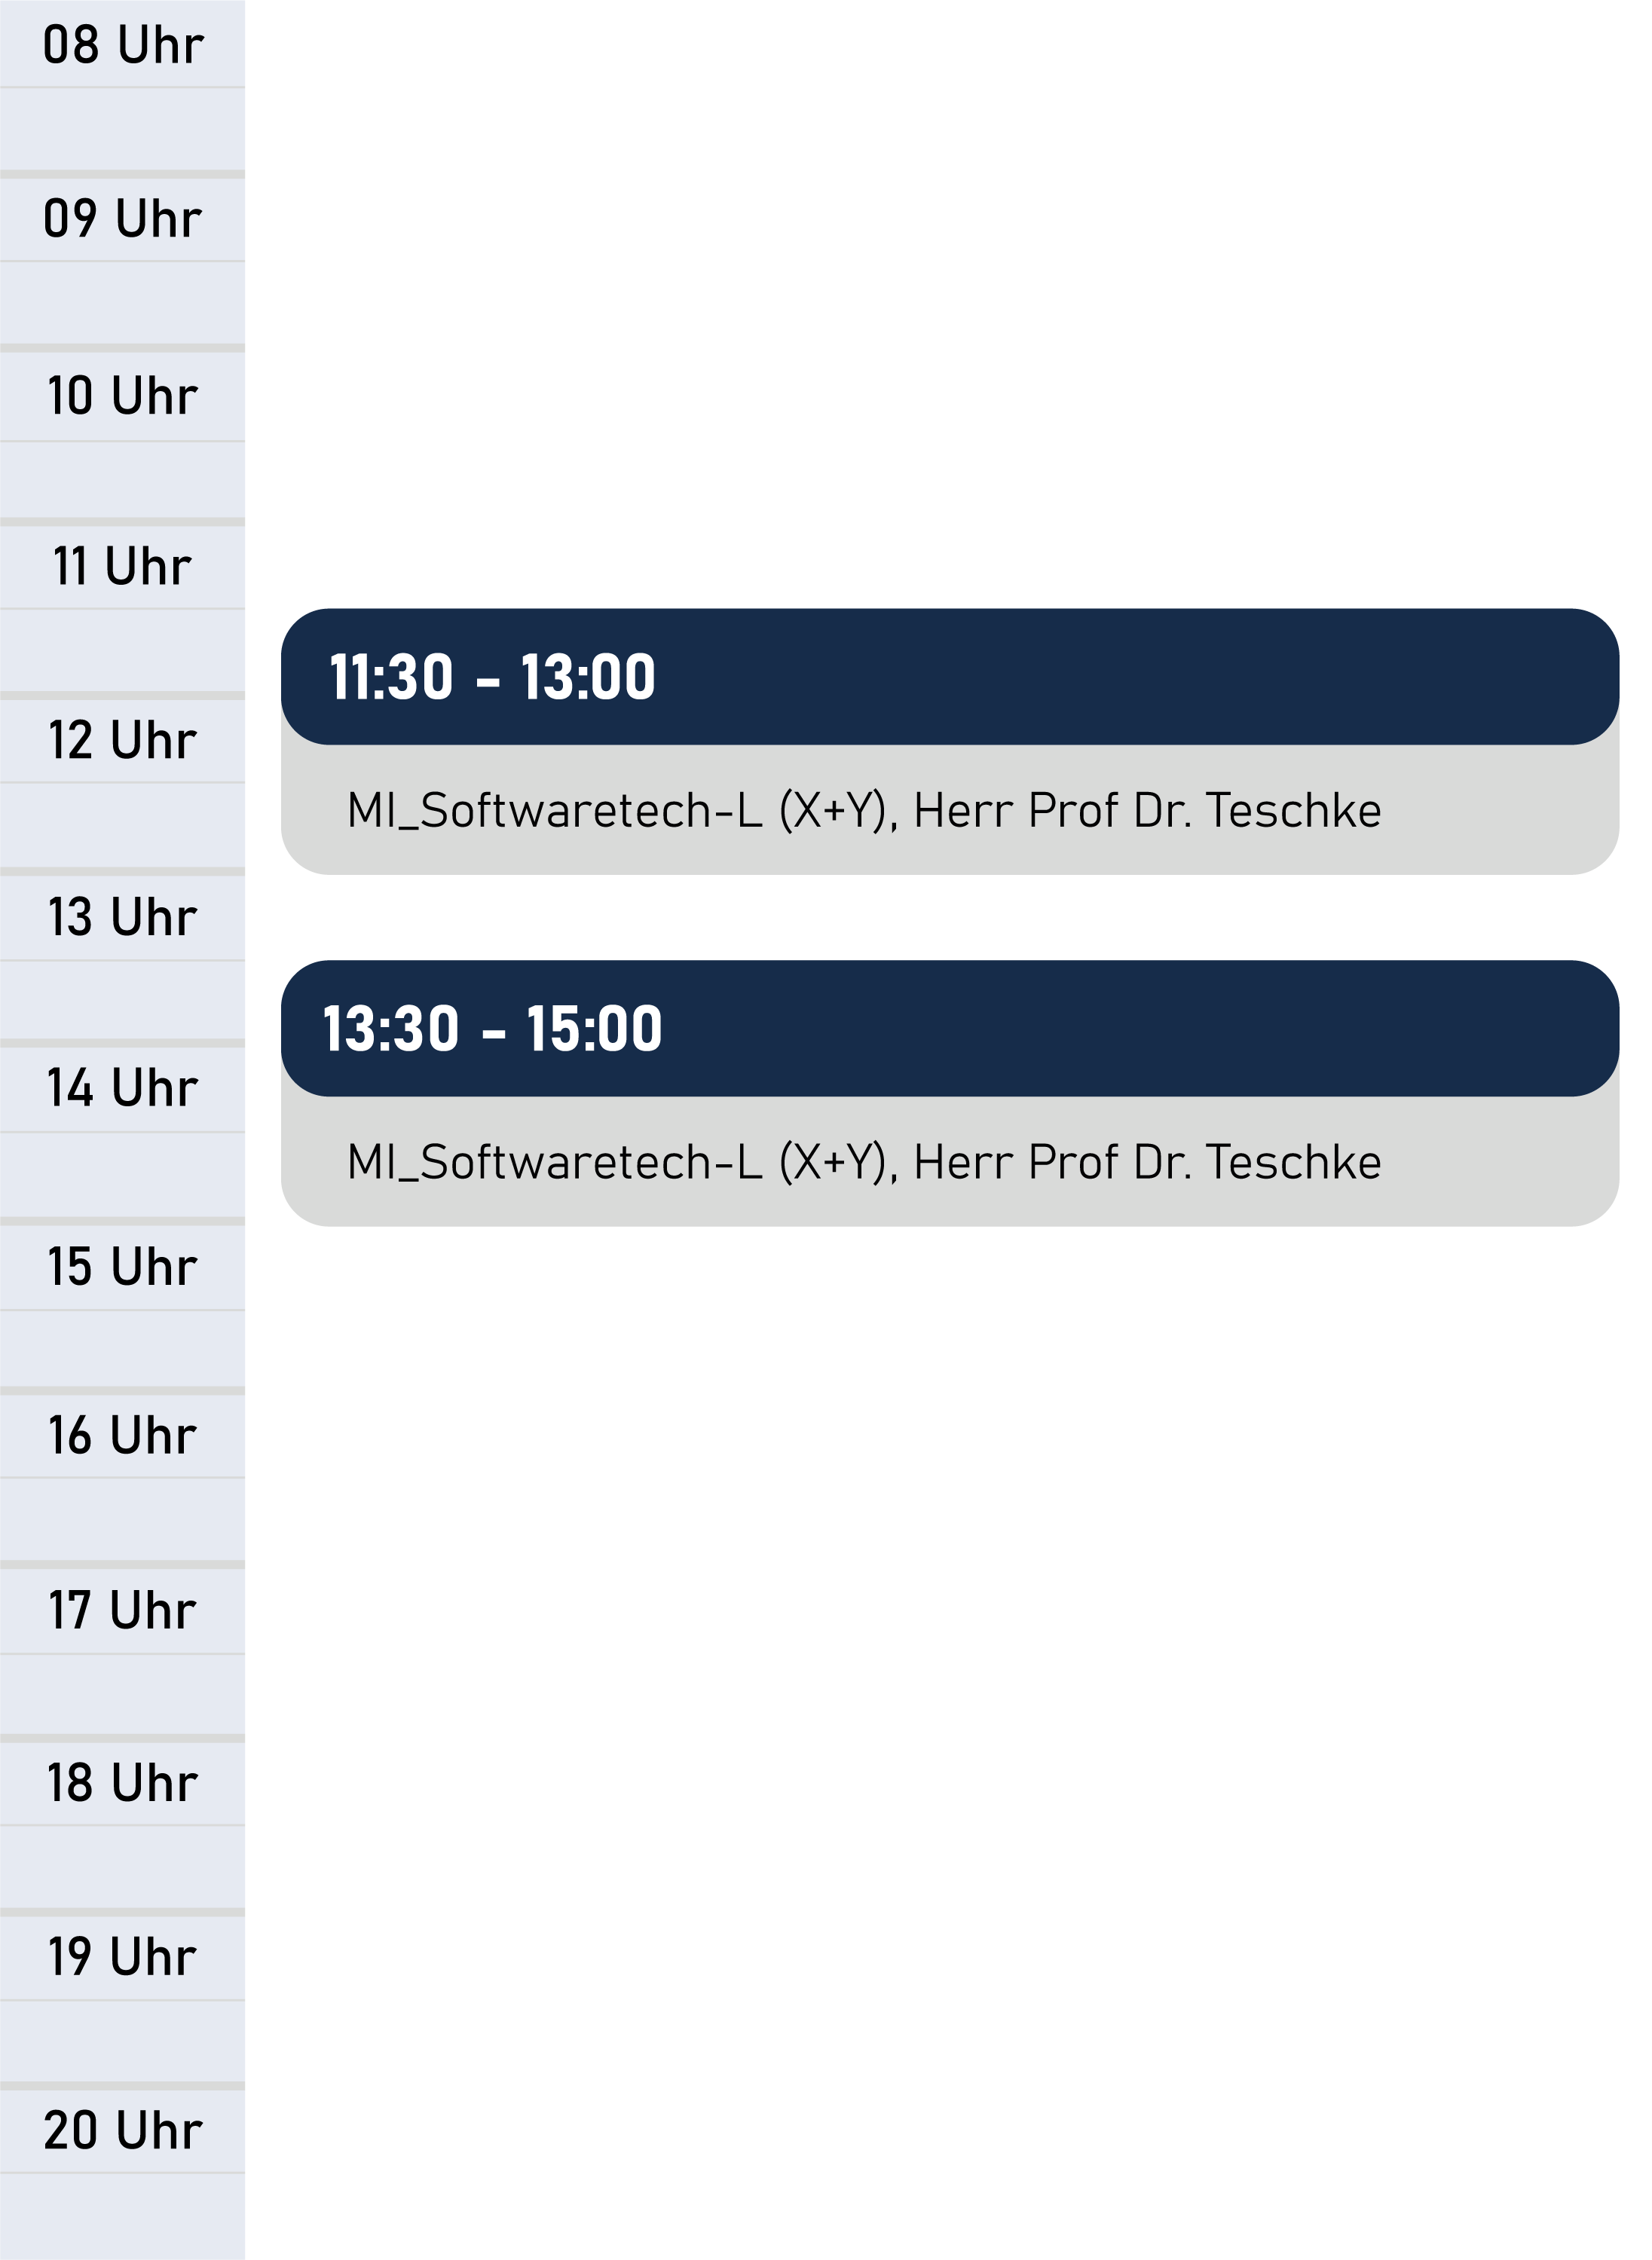 08 Uhr
09 Uhr
10 Uhr
11 Uhr
11:30 - 13:00
12 Uhr
MI_Softwaretech-L (X+Y), Herr Prof Dr. Teschke
13 Uhr
13:30 - 15:00
14 Uhr
MI_Softwaretech-L (X+Y), Herr Prof Dr. Teschke
15 Uhr
16 Uhr
17 Uhr
18 Uhr
19 Uhr
20 Uhr